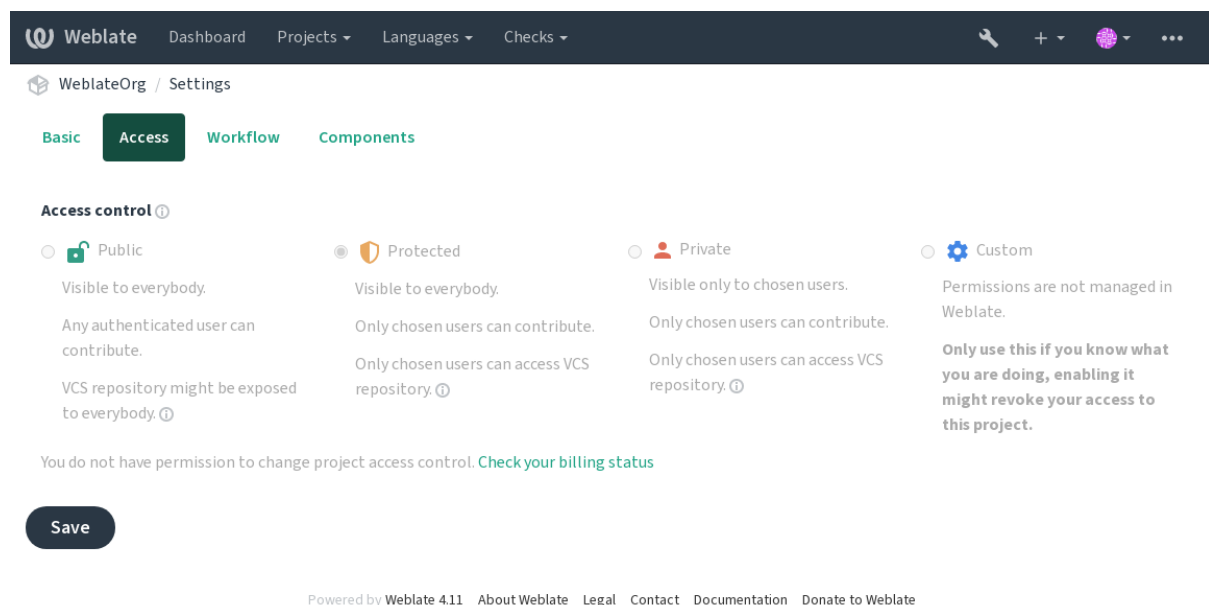 Weblate Dashboard Projects Languages Checks
WeblateOrg / Settings
Basic Access Workflow Components
Access control
Public
Visible to everybody.
Any authenticated user can
contribute.
VCS repository might be exposed
to everybody.
Protected
Visible to everybody.
Only chosen users can contribute.
Only chosen users can access VCS
repository.
Private
Visible only to chosen users.
Only chosen users can contribute.
Only chosen users can access VCS
repository.
Custom
Permissions are not managed in
Weblate.
Only use this if you know what
you are doing, enabling it
might revoke your access to
this project.
You do not have permission to change project access control. Check your billing status
Save
Powered by Weblate 4.11 About Weblate Legal Contact Documentation Donate to Weblate